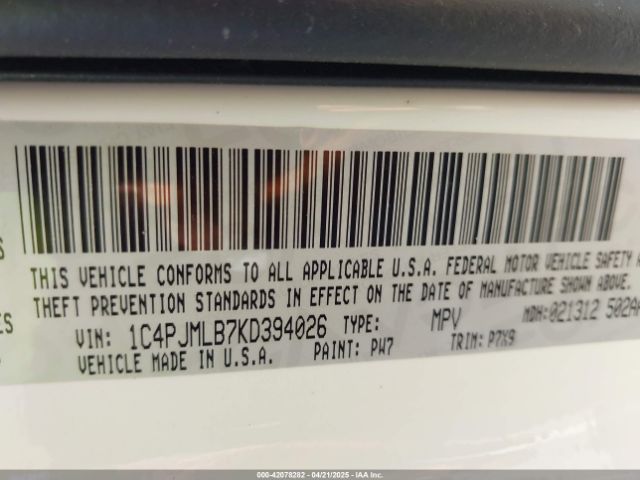 THIS VEHICLE CONFORMS TO ALL APPLICABLE U.S.A. FEDERAL MOTOR VEHICLE SAFETY A
THEFT PREVENTION STANDARDS IN EFFECT ON THE DATE OF MANUFACTURE SHOWN ABOVE.
VIN: 1C4PJMLB7KD394026 TYPE: MPV MDH:021312 502AA
VEHICLE MADE IN U.S.A. PAINT: PW7 TRIM: P7X9
S
ES
000-42078282 - 04/21/2025 - IAA Inc.